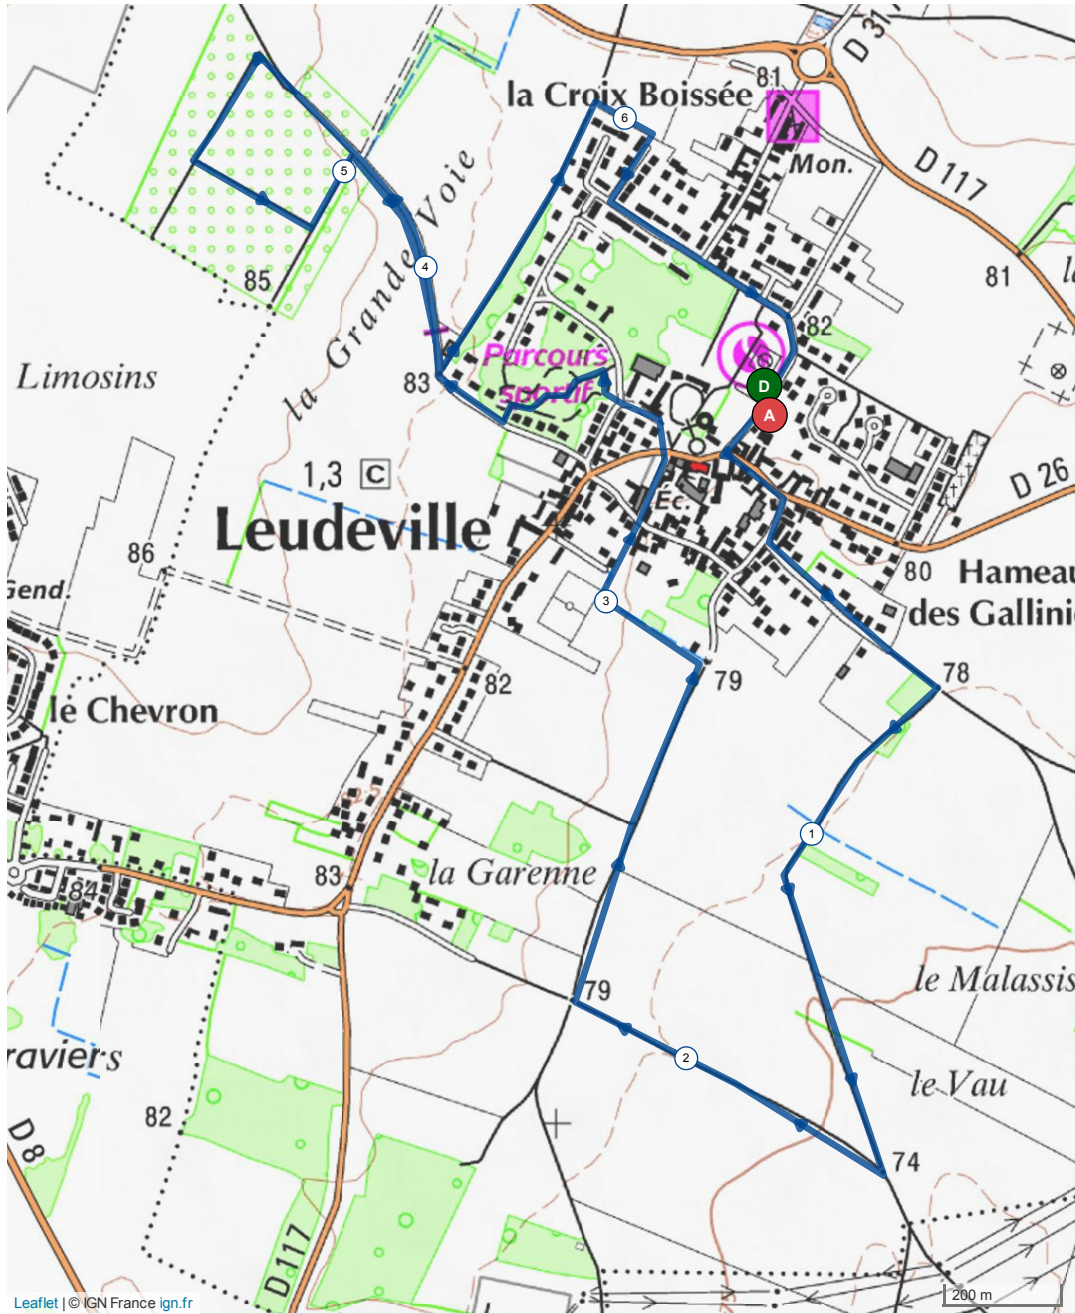 D 31
la Croix Boissée
81
6
Mon.
D 117
5
la Grande Voie
4
85
81
82
Limosins
Parcours
sportif
83
D
A
1,3 C
D 26
Leudeville
Éc.
86
80
Hameau
des Gallini
Gend.
3
79
78
82
le Chevron
1
83
la Garenne
84
79
le Malassis
2
raviers
le Vau
82
D 8
74
D 117
200 m
Leaflet | © IGN France ign.fr